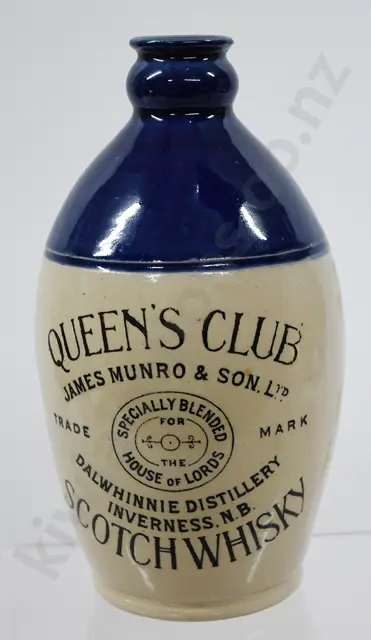 QUEEN'S CLUB
JAMES MUNRO & SON. LTD
TRADE MARK
SPECIALLY BLENDED
FOR
THE
HOUSE OF LORDS
DALWHINNIE DISTILLERY
INVERNESS, N.B.
SCOTCH WHISKY